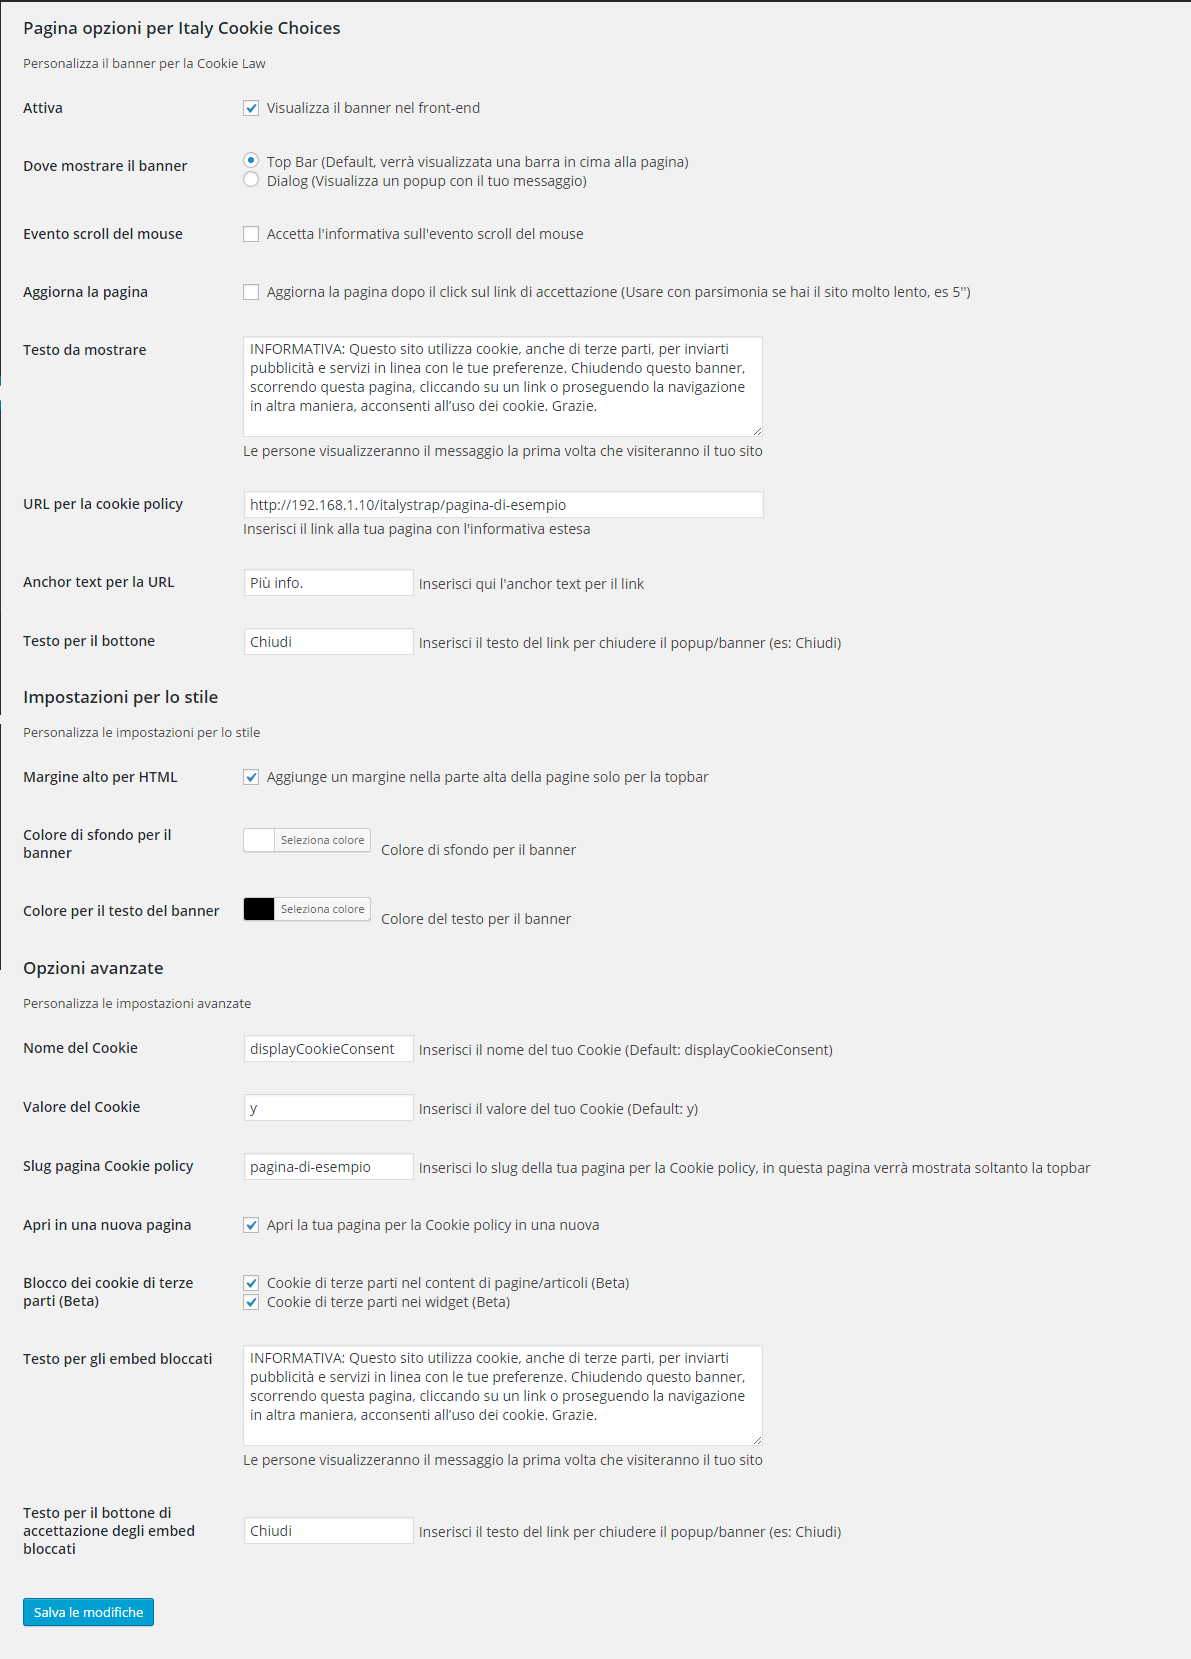 Pagina opzioni per Italy Cookie Choices
Personalizza il banner per la Cookie Law
Attiva
Visualizza il banner nel front-end
Dove mostrare il banner
Top Bar (Default, verrà visualizzata una barra in cima alla pagina)
Dialog (Visualizza un popup con il tuo messaggio)
Evento scroll del mouse
Accetta l'informativa sull'evento scroll del mouse
Aggiorna la pagina
Aggiorna la pagina dopo il click sul link di accettazione (Usare con parsimonia se hai il sito molto lento, es 5'')
Testo da mostrare
INFORMATIVA: Questo sito utilizza cookie, anche di terze parti, per inviarti
pubblicità e servizi in linea con le tue preferenze. Chiudendo questo banner,
scorrendo questa pagina, cliccando su un link o proseguendo la navigazione
in altra maniera, acconsenti all’uso dei cookie. Grazie.
Le persone visualizzeranno il messaggio la prima volta che visiteranno il tuo sito
URL per la cookie policy
http://192.168.1.10/italystrap/pagina-di-esempio
Inserisci il link alla tua pagina con l'informativa estesa
Anchor text per la URL
Più info.
Inserisci qui l'anchor text per il link
Testo per il bottone
Chiudi
Inserisci il testo del link per chiudere il popup/banner (es: Chiudi)
Impostazioni per lo stile
Personalizza le impostazioni per lo stile
Margine alto per HTML
Aggiunge un margine nella parte alta della pagine solo per la topbar
Colore di sfondo per il
banner
Seleziona colore
Colore di sfondo per il banner
Colore per il testo del banner
Seleziona colore
Colore del testo per il banner
Opzioni avanzate
Personalizza le impostazioni avanzate
Nome del Cookie
displayCookieConsent
Inserisci il nome del tuo Cookie (Default: displayCookieConsent)
Valore del Cookie
y
Inserisci il valore del tuo Cookie (Default: y)
Slug pagina Cookie policy
pagina-di-esempio
Inserisci lo slug della tua pagina per la Cookie policy, in questa pagina verrà mostrata soltanto la topbar
Apri in una nuova pagina
Apri la tua pagina per la Cookie policy in una nuova
Blocco dei cookie di terze
parti (Beta)
Cookie di terze parti nel content di pagine/articoli (Beta)
Cookie di terze parti nei widget (Beta)
Testo per gli embed bloccati
INFORMATIVA: Questo sito utilizza cookie, anche di terze parti, per inviarti
pubblicità e servizi in linea con le tue preferenze. Chiudendo questo banner,
scorrendo questa pagina, cliccando su un link o proseguendo la navigazione
in altra maniera, acconsenti all’uso dei cookie. Grazie.
Le persone visualizzeranno il messaggio la prima volta che visiteranno il tuo sito
Testo per il bottone di
accettazione degli embed
bloccati
Chiudi
Inserisci il testo del link per chiudere il popup/banner (es: Chiudi)
Salva le modifiche